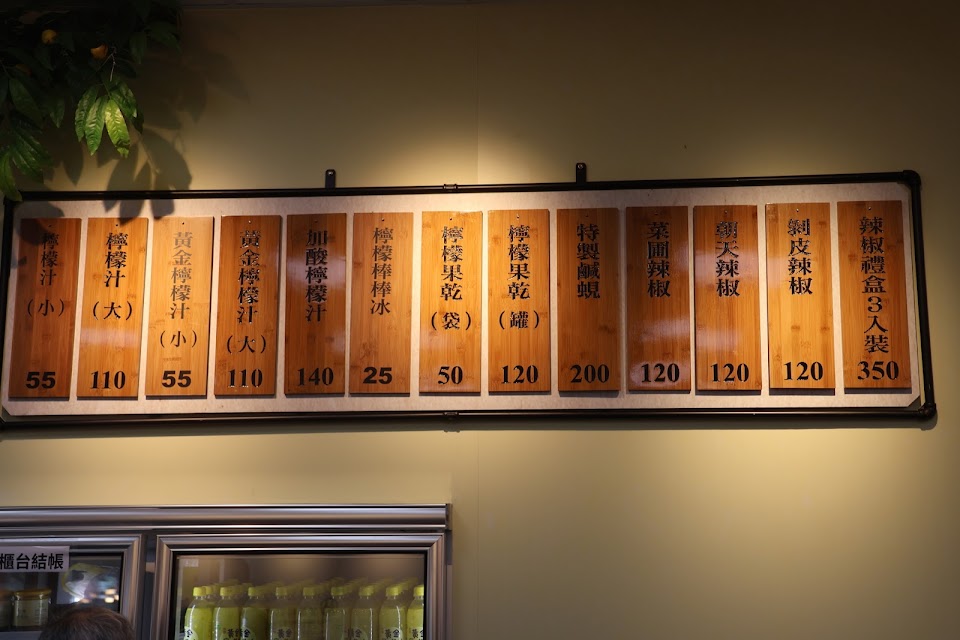 檸檬汁(小)
55
檸檬汁(大)
110
黃金檸檬汁(小)
55
黃金檸檬汁(大)
110
加酸檸檬汁
140
檸檬棒棒冰
25
檸檬果乾(袋)
50
檸檬果乾(罐)
120
特製鹹蜆
200
菜圃辣椒
120
朝天辣椒
120
剝皮辣椒
120
辣椒禮盒3入裝
350
櫃台結帳